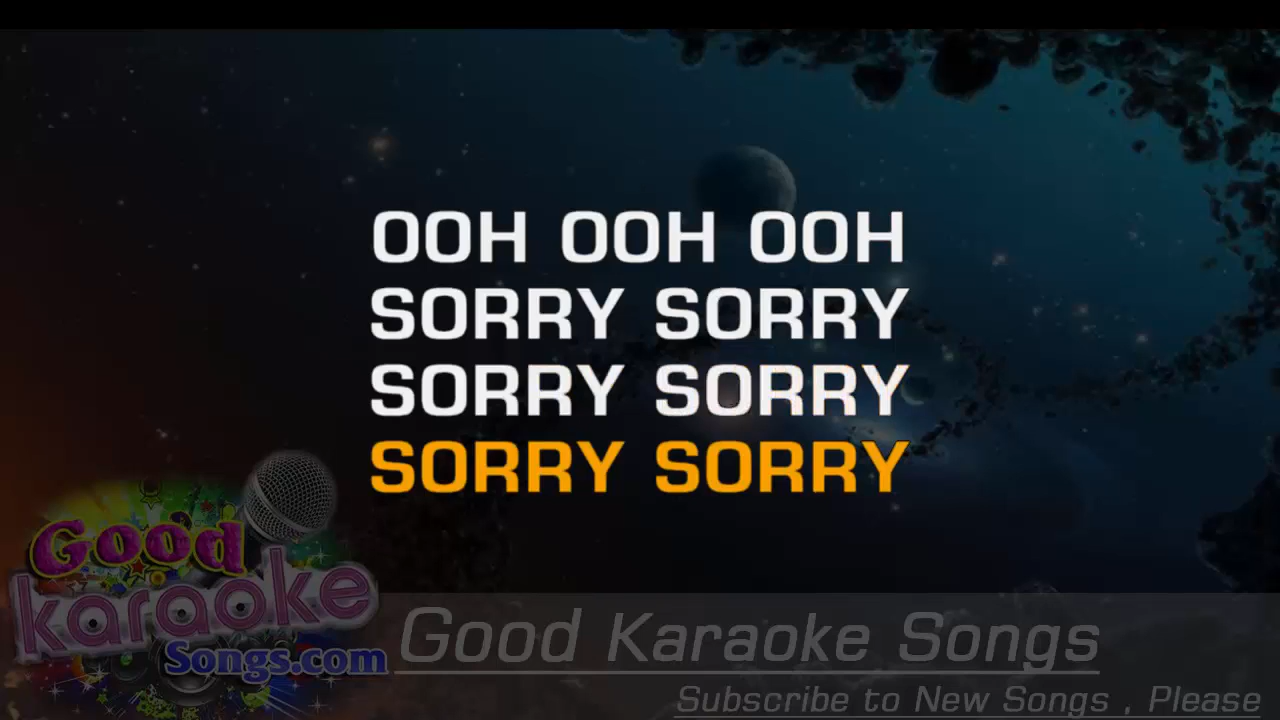 OOH OOH OOH
SORRY SORRY
SORRY SORRY
SORRY SORRY
Good
karaoke
Songs.com
Good Karaoke Songs
Subscribe to New Songs , Please